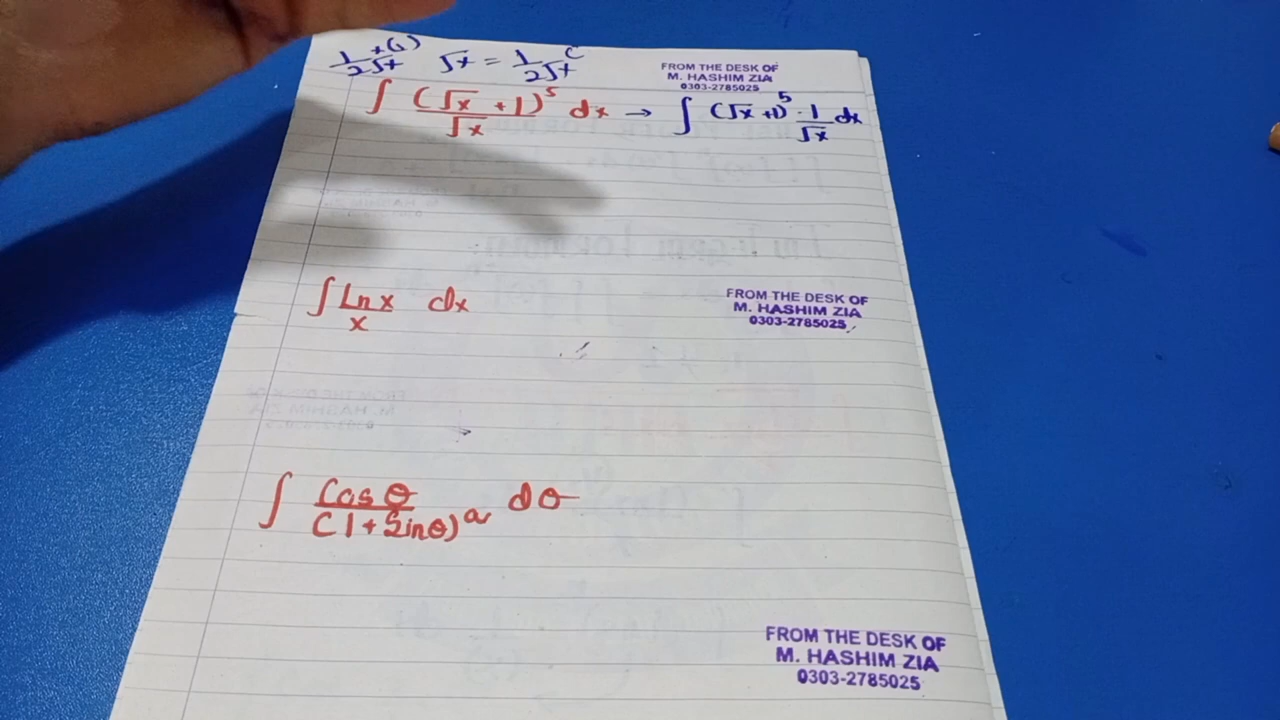 1/2√x +(1) √x = 1/2√x
FROM THE DESK OF
M. HASHIM ZIA
0303-2785025
∫ (√x + 1)^5/√x dx → ∫ (√x + 1)^5 · 1/√x dx
∫ Ln x/x dx
FROM THE DESK OF
M. HASHIM ZIA
0303-2785025
∫ Cos θ/(1 + Sin θ)^a dθ
FROM THE DESK OF
M. HASHIM ZIA
0303-2785025